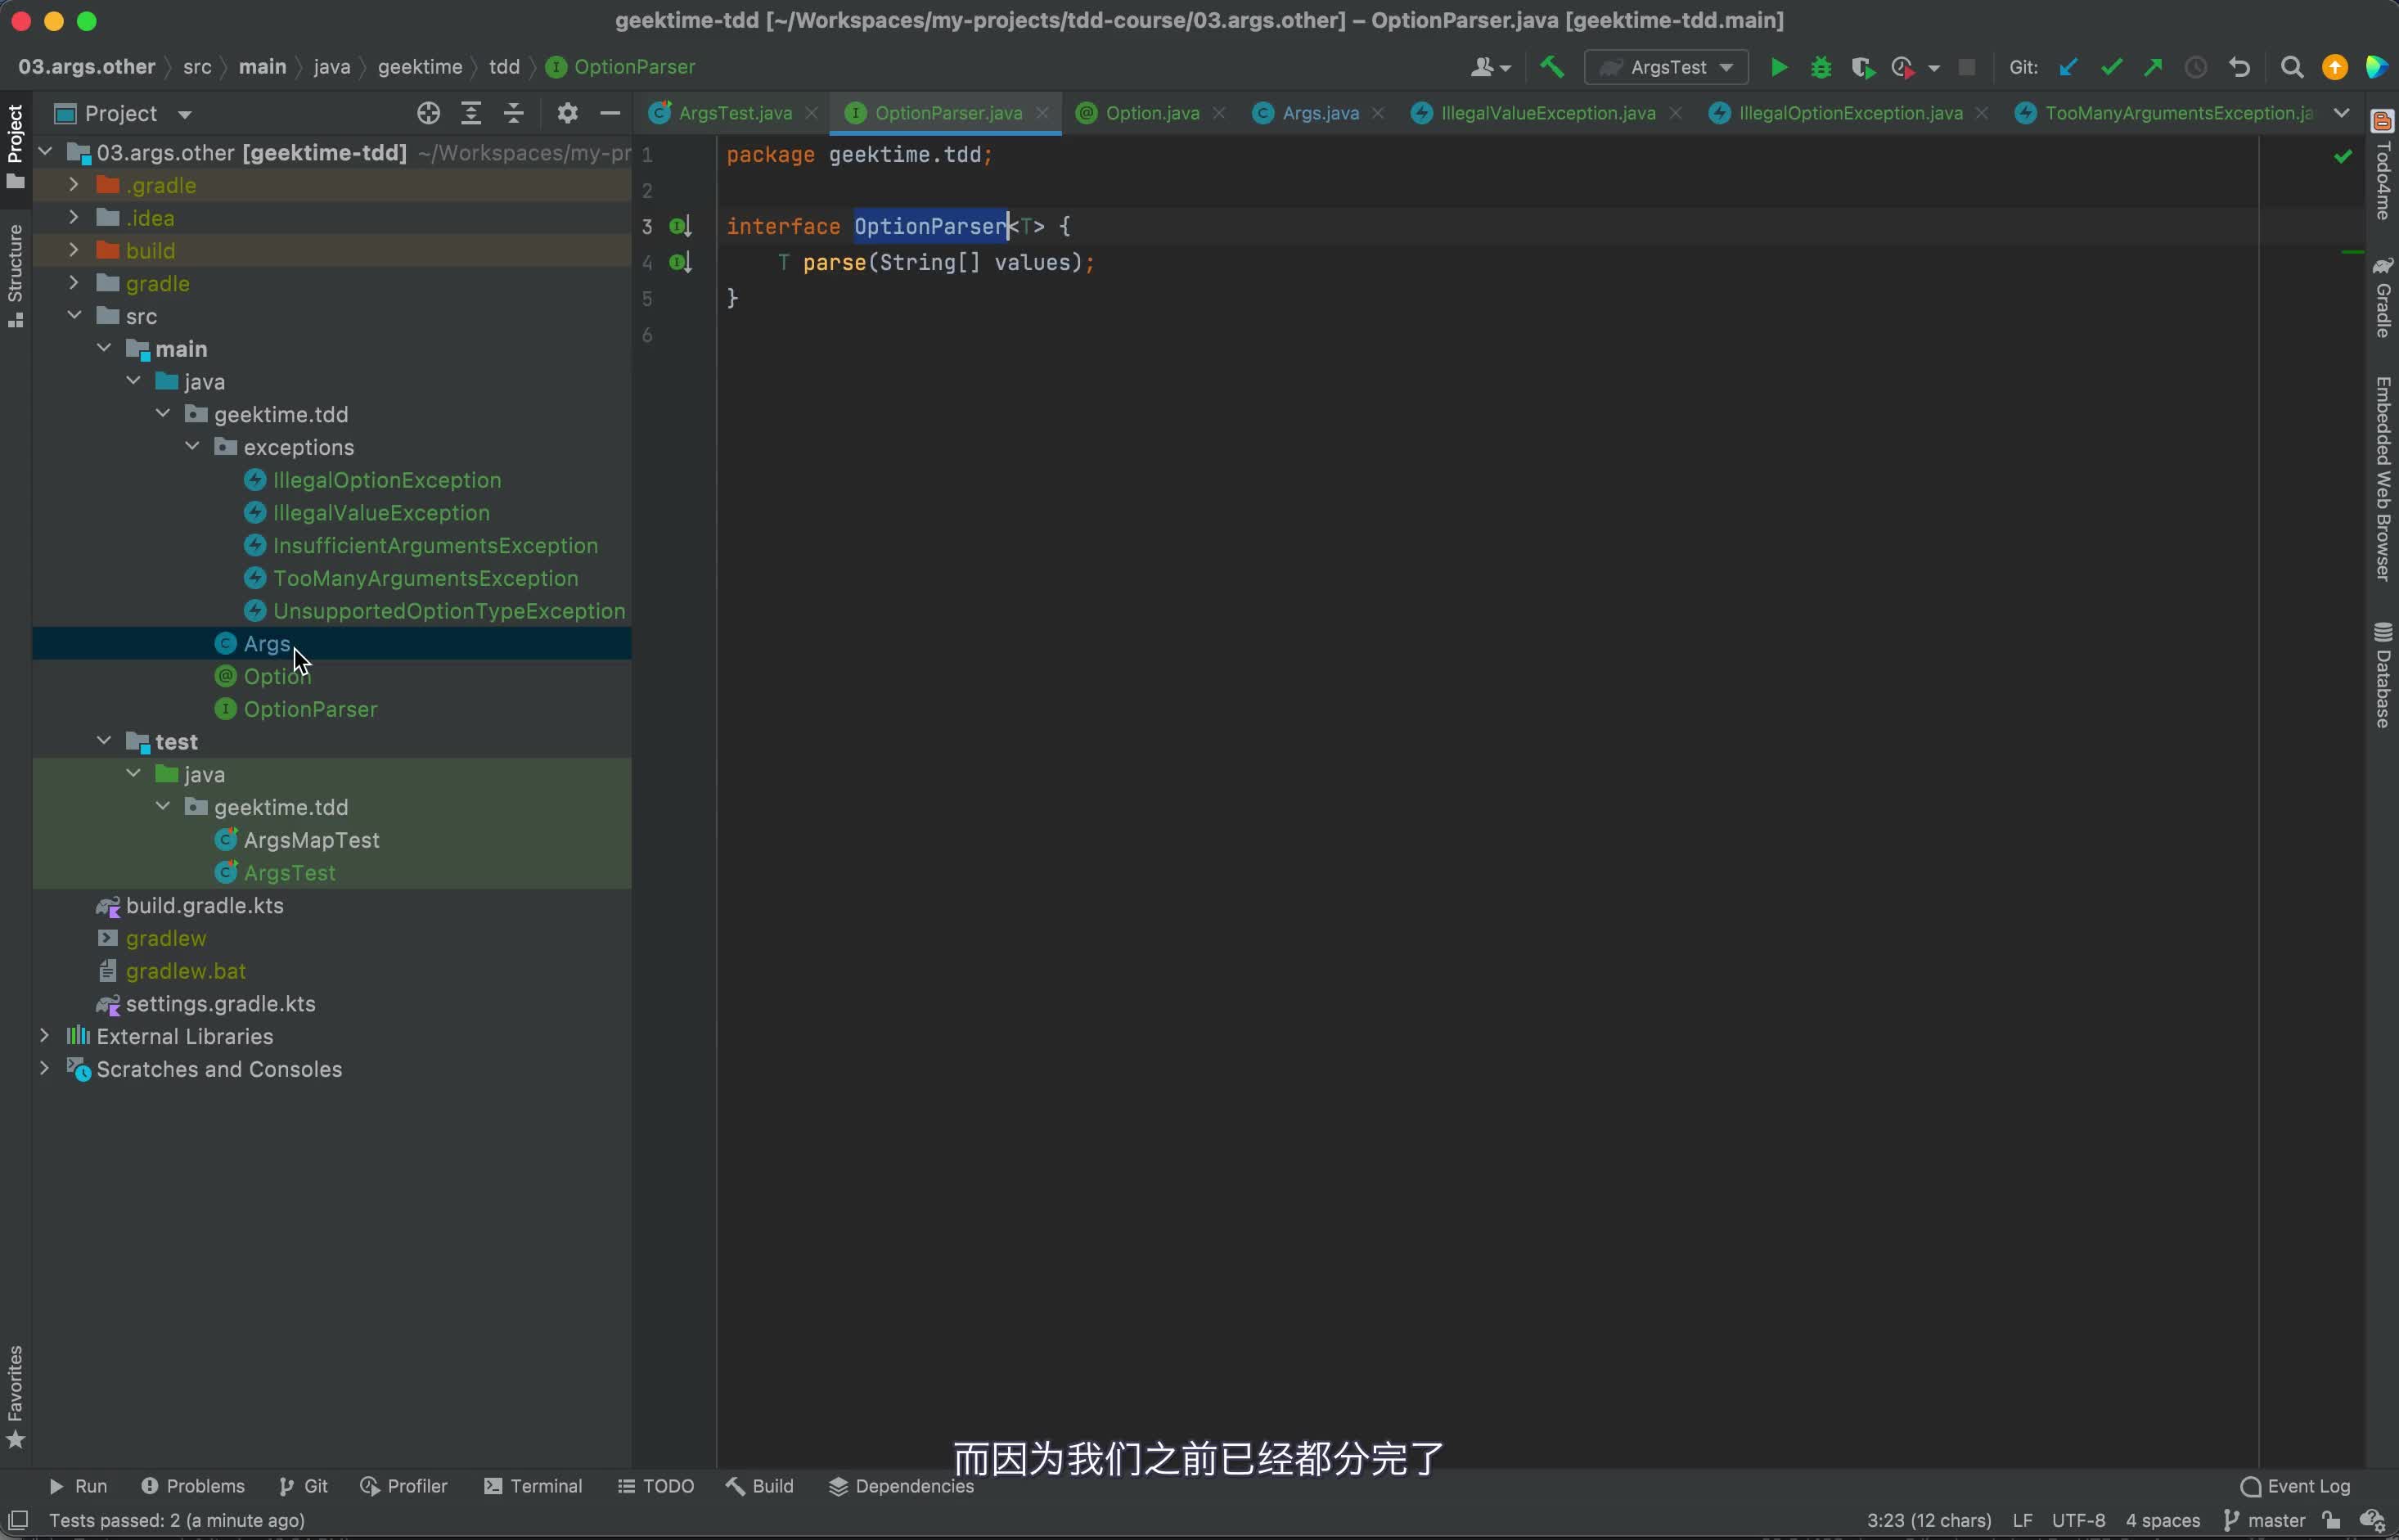 geektime-tdd [~/Workspaces/my-projects/tdd-course/03.args.other] – OptionParser.java [geektime-tdd.main]
03.args.other src main java geektime tdd OptionParser
ArgsTest Git:
Project
ArgsTest.java OptionParser.java Option.java Args.java IllegalValueException.java IllegalOptionException.java TooManyArgumentsException.ja
03.args.other [geektime-tdd] ~/Workspaces/my-pr
.gradle
.idea
build
gradle
src
main
java
geektime.tdd
exceptions
IllegalOptionException
IllegalValueException
InsufficientArgumentsException
TooManyArgumentsException
UnsupportedOptionTypeException
Args
Option
OptionParser
test
java
geektime.tdd
ArgsMapTest
ArgsTest
build.gradle.kts
gradlew
gradlew.bat
settings.gradle.kts
External Libraries
Scratches and Consoles
1 package geektime.tdd;
2
3 interface OptionParser<T> {
4 T parse(String[] values);
5 }
6
Project
Structure
Favorites
Todo4me
Gradle
Embedded Web Browser
Database
而因为我们之前已经都分完了
Run Problems Git Profiler Terminal TODO Build Dependencies Event Log
Tests passed: 2 (a minute ago) 3:23 (12 chars) LF UTF-8 4 spaces master